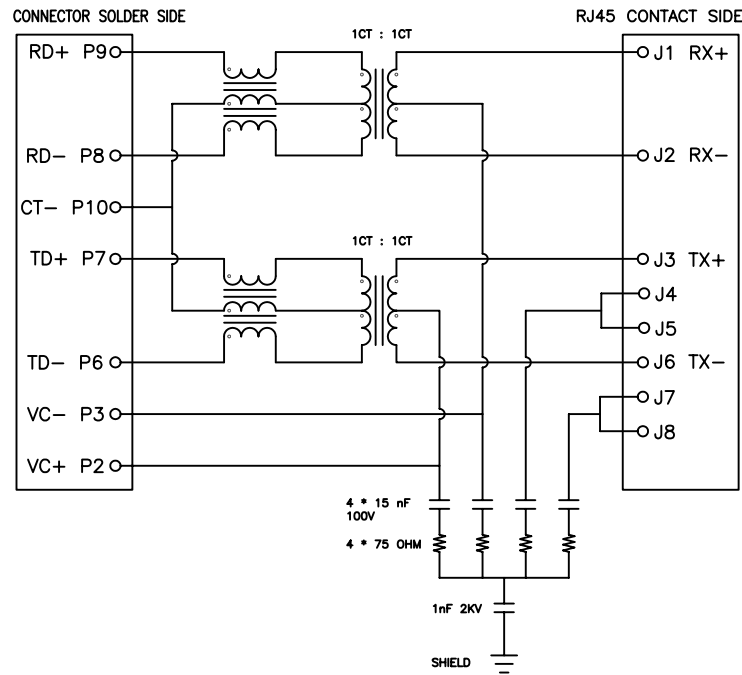 CONNECTOR SOLDER SIDE
RJ45 CONTACT SIDE
1CT : 1CT
RD+ P9
J1 RX+
RD- P8
J2 RX-
CT- P10
1CT : 1CT
TD+ P7
J3 TX+
J4
J5
TD- P6
J6 TX-
J7
VC- P3
J8
VC+ P2
4 * 15 nF
100V
4 * 75 OHM
1nF 2KV
SHIELD